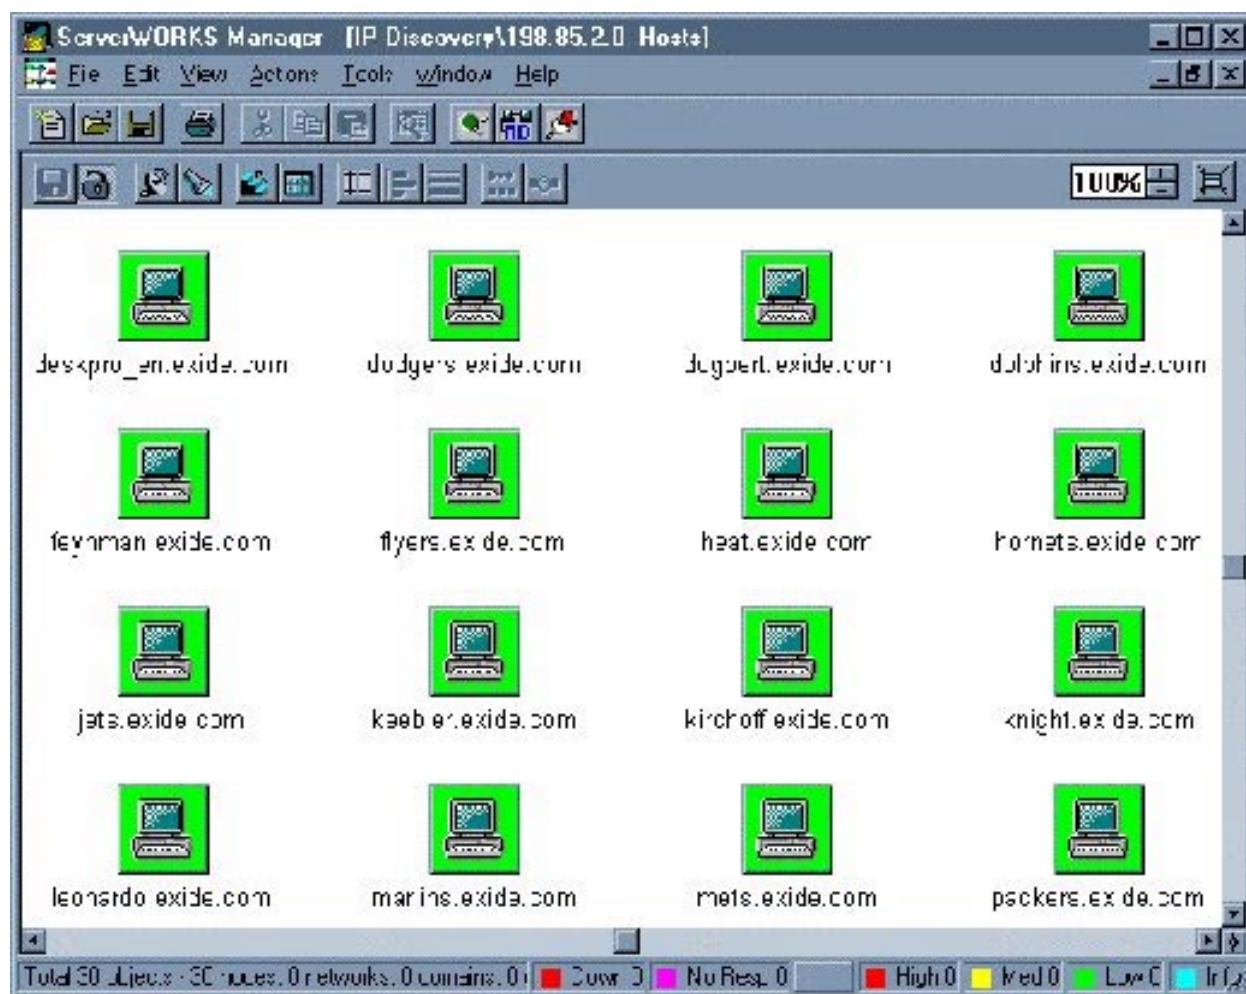 ServerWORKS Manager [IP Discovery\198.85.2.0 Hosts]
File Edit View Actions Tools Window Help
100%
deskpro_en.exide.com dodgers.exide.com dogbert.exide.com dolphins.exide.com
feynman.exide.com flyers.exide.com heat.exide.com hornets.exide.com
jets.exide.com keebler.exide.com kirchoff.exide.com knight.exide.com
leonardo.exide.com marlins.exide.com mets.exide.com packers.exide.com
Total 30 objects - 30 nodes, 0 networks, 0 domains, 0 Down 0 No Resp 0 High 0 Med 0 Low 0